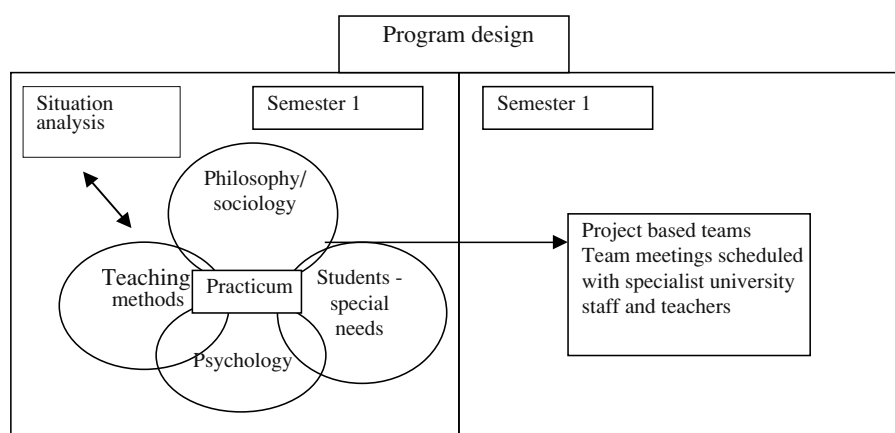 Program design
Situation
analysis
Semester 1
Semester 1
Philosophy/
sociology
Teaching
methods
Practicum
Students -
special
needs
Psychology
Project based teams
Team meetings scheduled
with specialist university
staff and teachers